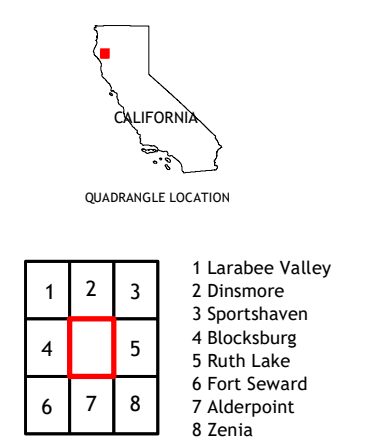 CALIFORNIA
QUADRANGLE LOCATION
1 2 3
4 5
6 7 8
1 Larabee Valley
2 Dinsmore
3 Sportshaven
4 Blocksburg
5 Ruth Lake
6 Fort Seward
7 Alderpoint
8 Zenia